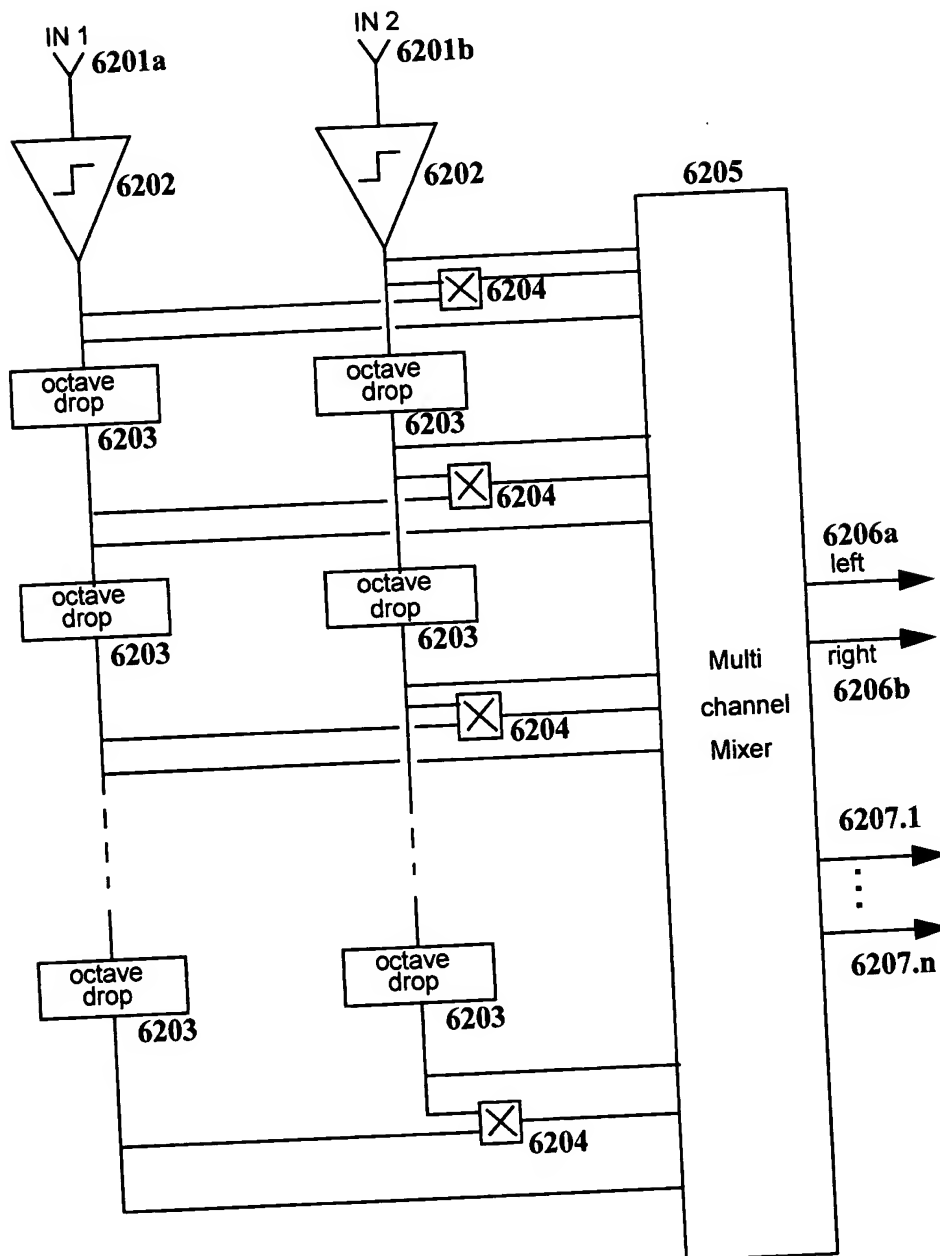 IN 1
6201a
IN 2
6201b
6202
6202
6205
6204
octave
drop
6203
octave
drop
6203
6204
octave
drop
6203
octave
drop
6203
6204
6206a
left
right
6206b
Multi
channel
Mixer
6207.1
6207.n
octave
drop
6203
octave
drop
6203
6204